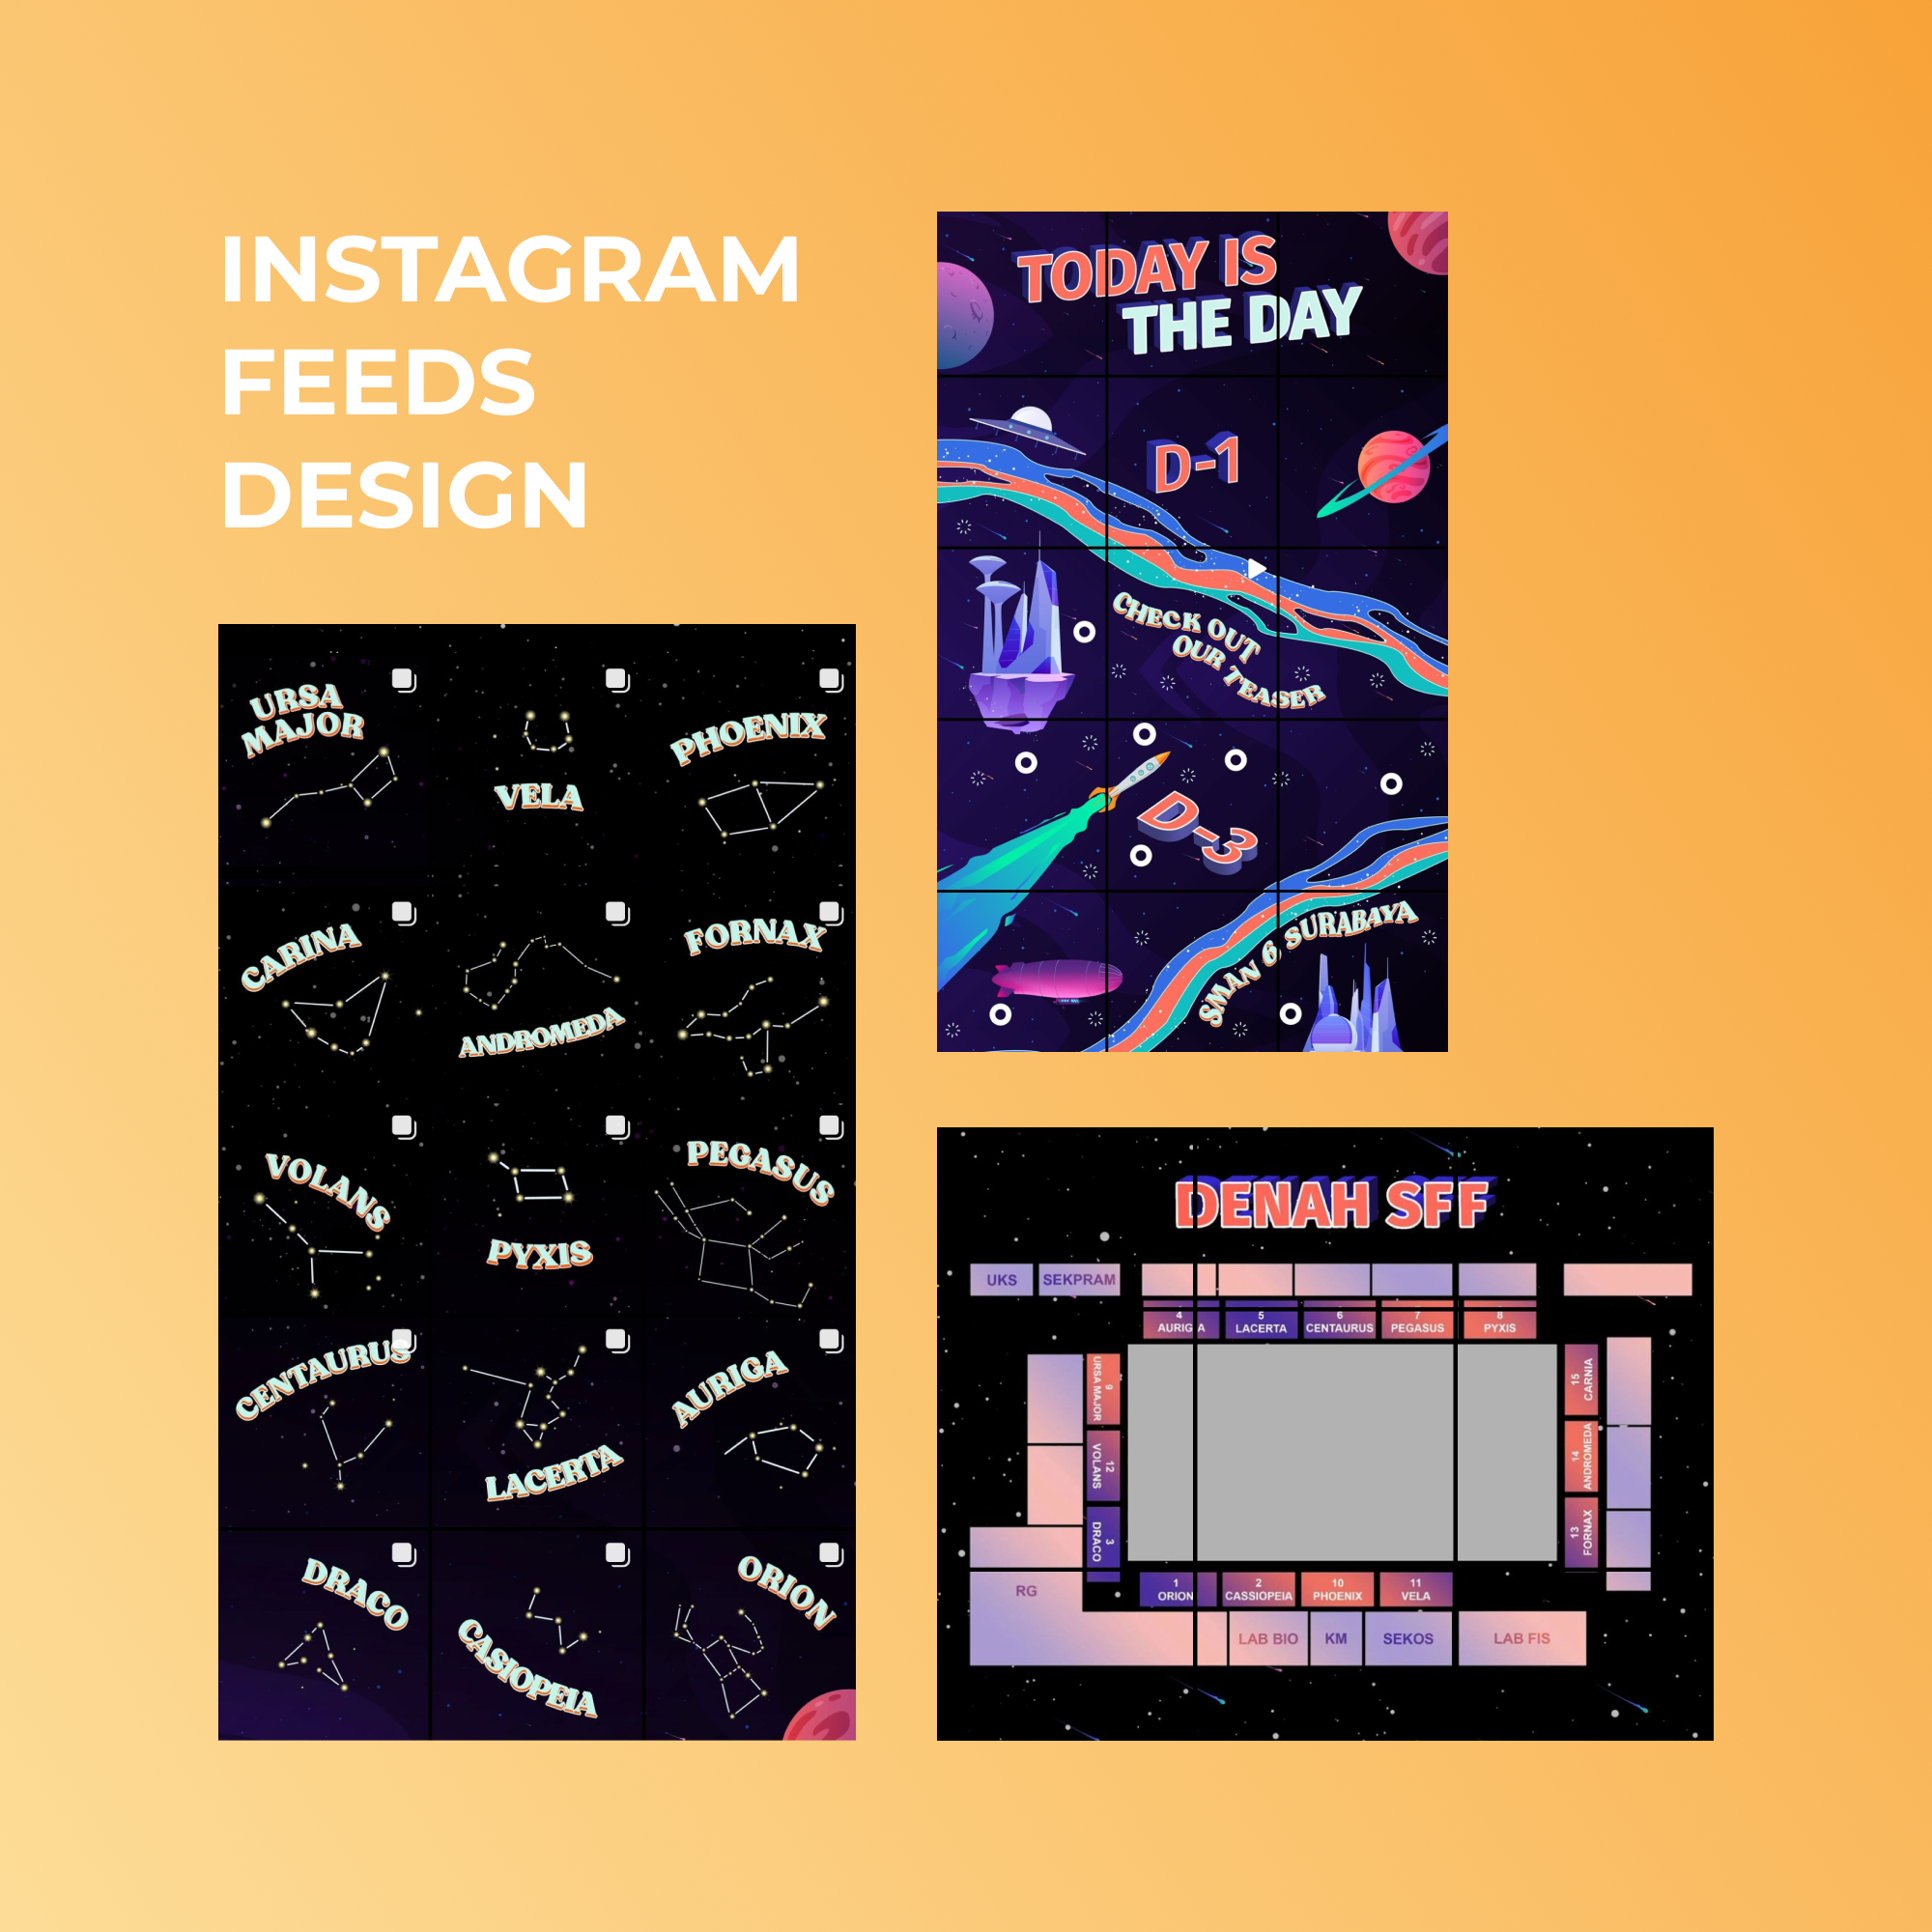 INSTAGRAM
FEEDS
DESIGN
TODAY IS
THE DAY
D-1
CHECK OUT
OUR TEASER
D-3
SMAN 6 SURABAYA
URSA
MAJOR
VELA
PHOENIX
CARINA
ANDROMEDA
FORNAX
VOLANS
PYXIS
PEGASUS
CENTAURUS
LACERTA
AURIGA
DRACO
CASIOPEIA
ORION
DENAH SFF
UKS
SEKPRAM
4
AURIGA
5
LACERTA
6
CENTAURUS
7
PEGASUS
8
PYXIS
9
URSA MAJOR
12
VOLANS
3
DRACO
15
CARNIA
14
ANDROMEDA
13
FORNAX
1
ORION
2
CASSIOPEIA
10
PHOENIX
11
VELA
RG
LAB BIO
KM
SEKOS
LAB FIS